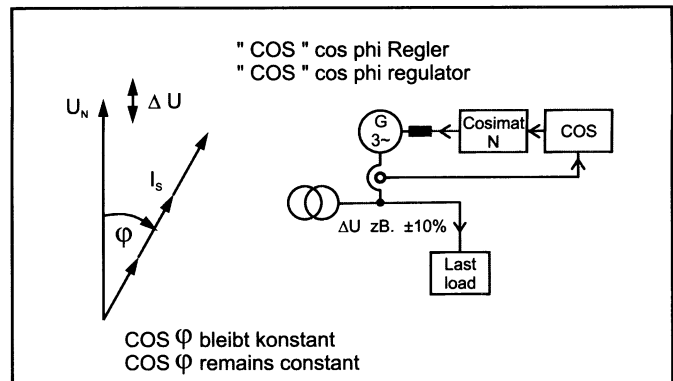 " COS " cos phi Regler
" COS " cos phi regulator
U_N
Δ U
I_S
φ
G
3~
Cosimat
N
COS
ΔU zB. ±10%
Last
load
COS φ bleibt konstant
COS φ remains constant